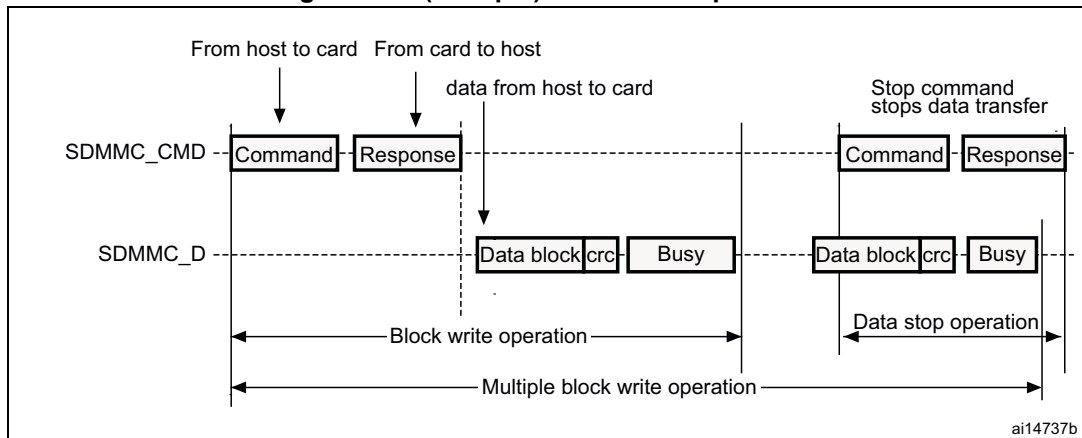 From host to card From card to host
data from host to card
Stop command
stops data transfer
SDMMC_CMD Command Response Command Response
SDMMC_D Data block crc Busy Data block crc Busy
Block write operation Data stop operation
Multiple block write operation
ai14737b